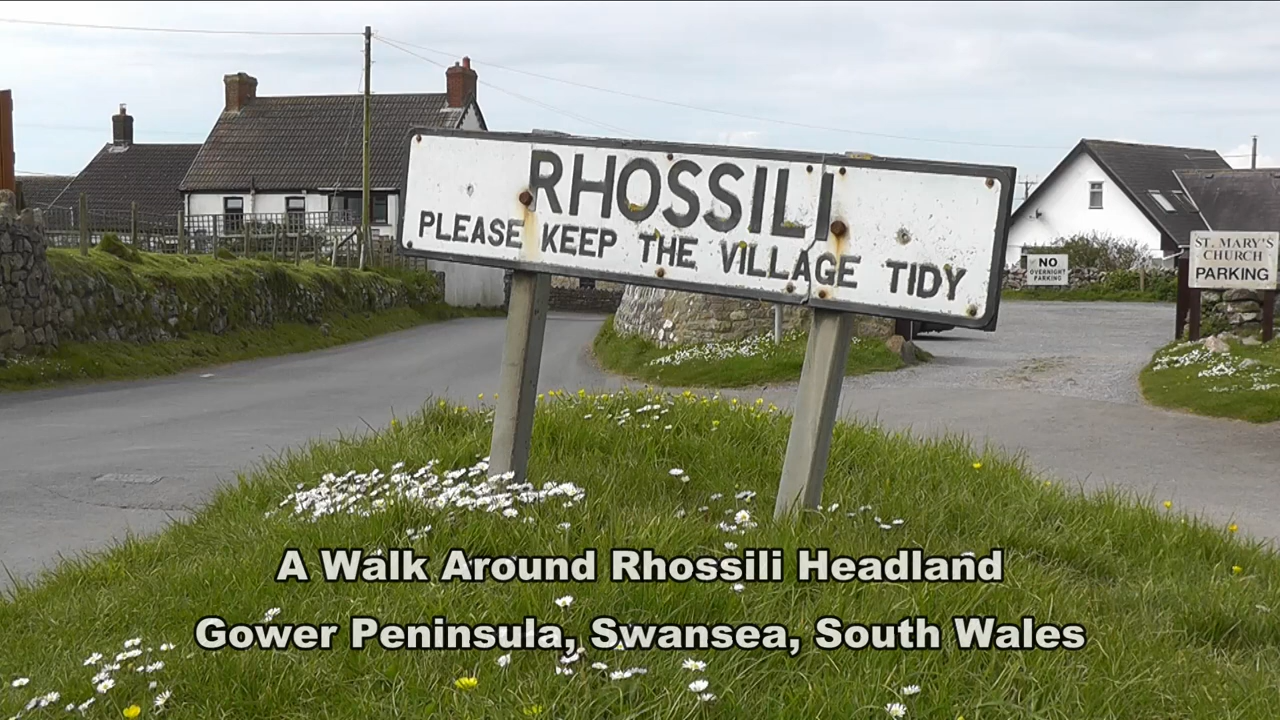 RHOSSILI
PLEASE KEEP THE VILLAGE TIDY
NO
OVERNIGHT
PARKING
ST. MARY'S
CHURCH
PARKING
A Walk Around Rhossili Headland
Gower Peninsula, Swansea, South Wales